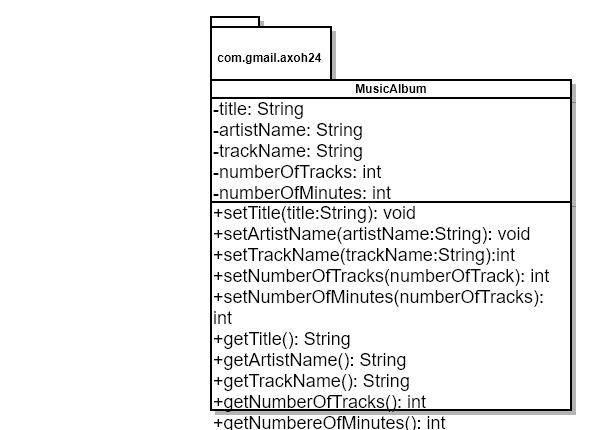 com.gmail.axoh24
MusicAlbum
-title: String
-artistName: String
-trackName: String
-numberOfTracks: int
-numberOfMinutes: int
+setTitle(title:String): void
+setArtistName(artistName:String): void
+setTrackName(trackName:String):int
+setNumberOfTracks(numberOfTrack): int
+setNumberOfMinutes(numberOfTracks):
int
+getTitle(): String
+getArtistName(): String
+getTrackName(): String
+getNumberOfTracks(): int
+getNumbereOfMinutes(): int